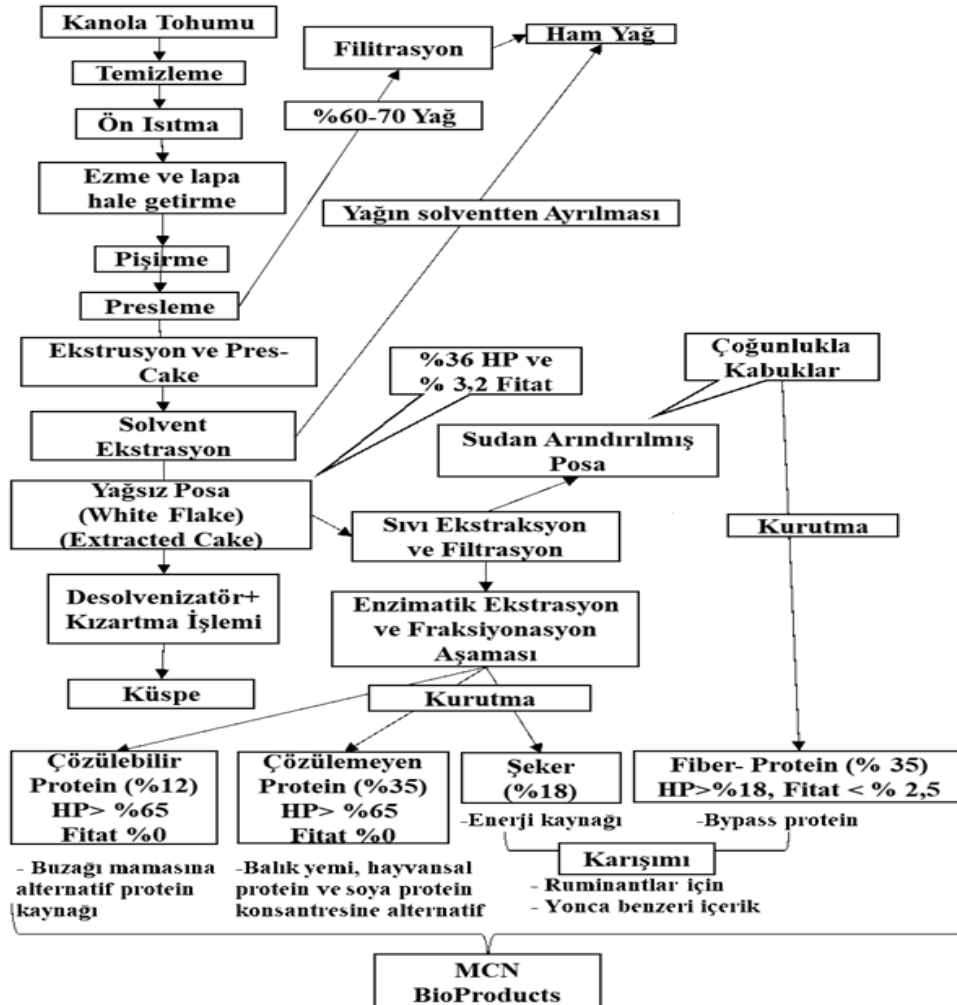 Kanola Tohumu
Temizleme
Ön Isıtma
Ezme ve lapa
hale getirme
Pişirme
Presleme
Ekstrusyon ve Pres-
Cake
Solvent
Ekstrasyon
Yağsız Posa
(White Flake)
(Extracted Cake)
Desolvenizatör+
Kızartma İşlemi
Küspe
Filitrasyon
Ham Yağ
%60-70 Yağ
Yağın solventten Ayrılması
%36 HP ve
% 3,2 Fitat
Çoğunlukla
Kabuklar
Sudan Arındırılmış
Posa
Sıvı Ekstraksyon
ve Filtrasyon
Kurutma
Enzimatik Ekstrasyon
ve Fraksiyonasyon
Aşaması
Kurutma
Çözülebilir
Protein (%12)
HP> %65
Fitat %0
- Buzağı mamasına
alternatif protein
kaynağı
Çözülemeyen
Protein (%35)
HP> %65
Fitat %0
-Balık yemi, hayvansal
protein ve soya protein
konsantresine alternatif
Şeker
(%18)
-Enerji kaynağı
Fiber- Protein (% 35)
HP>%18, Fitat < % 2,5
-Bypass protein
Karışımı
- Ruminantlar için
- Yonca benzeri içerik
MCN
BioProducts